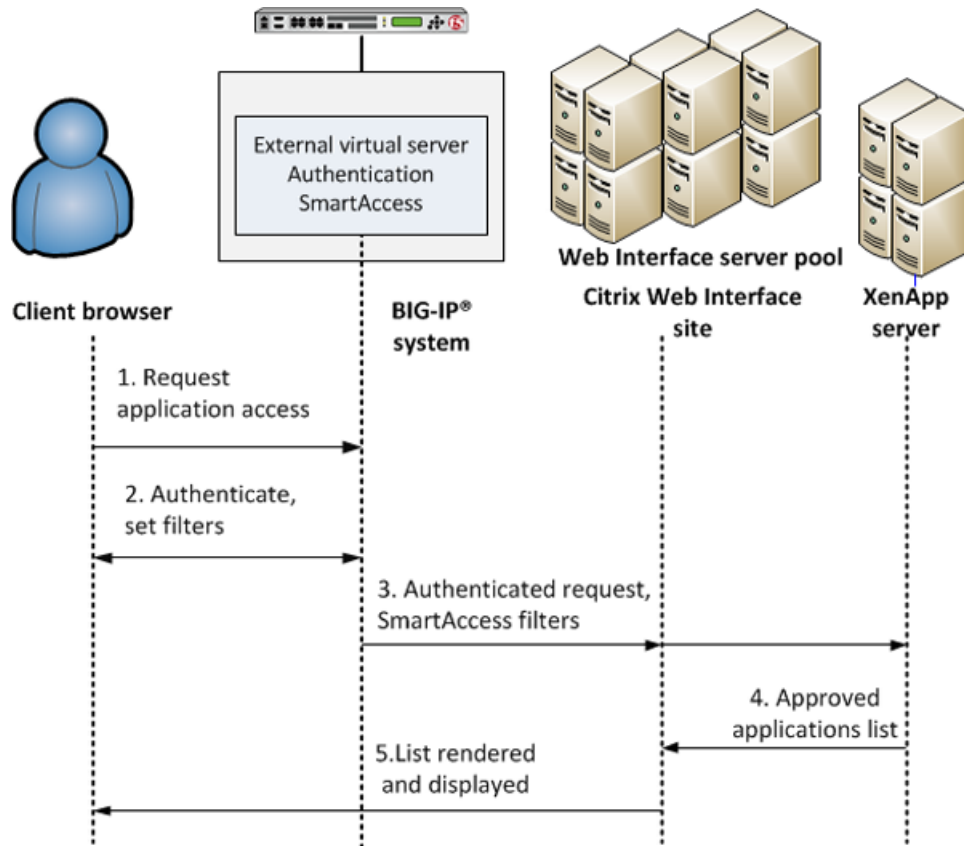 External virtual server
Authentication
SmartAccess
Web Interface server pool
Client browser
BIG-IP®
system
Citrix Web Interface
site
XenApp
server
1. Request
application access
2. Authenticate,
set filters
3. Authenticated request,
SmartAccess filters
4. Approved
applications list
5.List rendered
and displayed